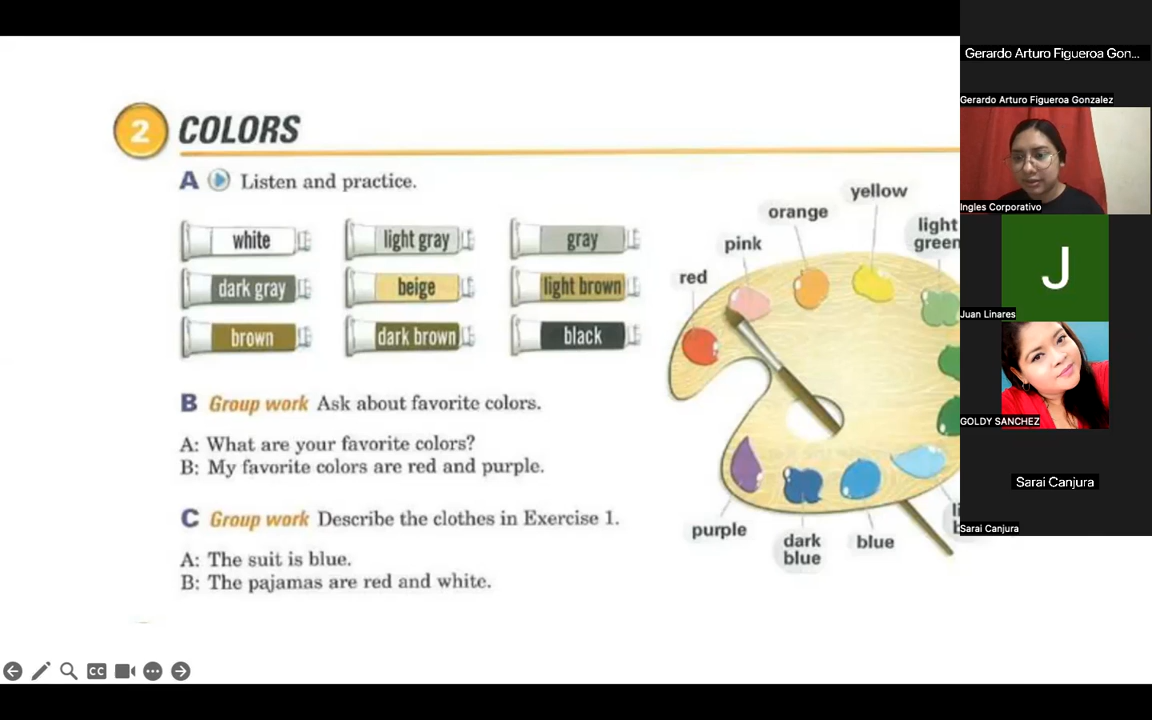 2 COLORS
A Listen and practice.
white light gray gray
dark gray beige light brown
brown dark brown black
B Group work Ask about favorite colors.
A: What are your favorite colors?
B: My favorite colors are red and purple.
C Group work Describe the clothes in Exercise 1.
A: The suit is blue.
B: The pajamas are red and white.
yellow
orange
light
green
pink
red
purple
dark
blue
blue
CC
Gerardo Arturo Figueroa Gon...
Gerardo Arturo Figueroa Gonzalez
Ingles Corporativo
J
Juan Linares
GOLDY SANCHEZ
Sarai Canjura
Sarai Canjura